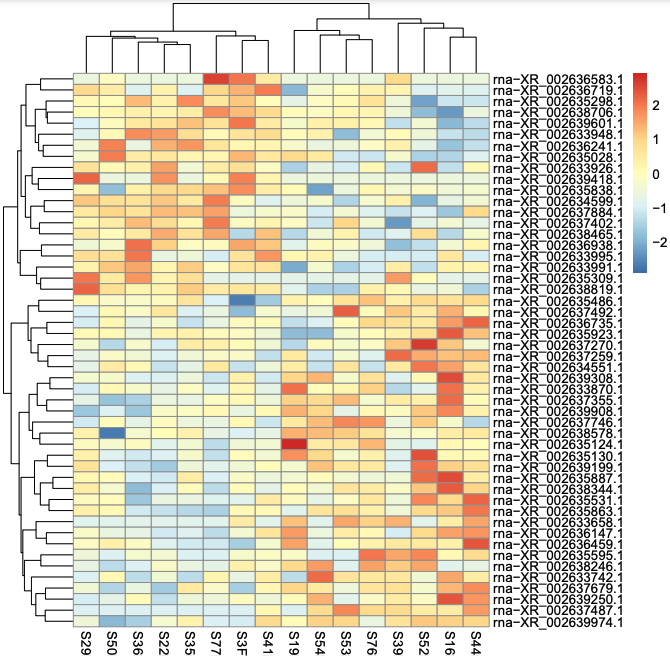 rna−XR_002636583.1
rna−XR_002636719.1
rna−XR_002635298.1
rna−XR_002638706.1
rna−XR_002639601.1
rna−XR_002633948.1
rna−XR_002636241.1
rna−XR_002635028.1
rna−XR_002633926.1
rna−XR_002639418.1
rna−XR_002635838.1
rna−XR_002634599.1
rna−XR_002637884.1
rna−XR_002637402.1
rna−XR_002638465.1
rna−XR_002636938.1
rna−XR_002633995.1
rna−XR_002633991.1
rna−XR_002635309.1
rna−XR_002638819.1
rna−XR_002635486.1
rna−XR_002637492.1
rna−XR_002636735.1
rna−XR_002635923.1
rna−XR_002637270.1
rna−XR_002637259.1
rna−XR_002634551.1
rna−XR_002639308.1
rna−XR_002633870.1
rna−XR_002637355.1
rna−XR_002639908.1
rna−XR_002637746.1
rna−XR_002638578.1
rna−XR_002635124.1
rna−XR_002635130.1
rna−XR_002639199.1
rna−XR_002635887.1
rna−XR_002638344.1
rna−XR_002635531.1
rna−XR_002635863.1
rna−XR_002633658.1
rna−XR_002636147.1
rna−XR_002636459.1
rna−XR_002635595.1
rna−XR_002638246.1
rna−XR_002633742.1
rna−XR_002637679.1
rna−XR_002639250.1
rna−XR_002637487.1
rna−XR_002639974.1
2
1
0
−1
−2
S29 S50 S36 S22 S35 S77 S3F S41 S19 S54 S53 S76 S39 S52 S16 S44